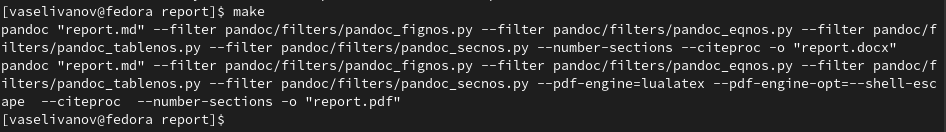 [vaselivanov@fedora report]$ make
pandoc "report.md" --filter pandoc/filters/pandoc_fignos.py --filter pandoc/filters/pandoc_eqnos.py --filter pandoc/f
ilters/pandoc_tablenos.py --filter pandoc/filters/pandoc_secnos.py --number-sections --citeproc -o "report.docx"
pandoc "report.md" --filter pandoc/filters/pandoc_fignos.py --filter pandoc/filters/pandoc_eqnos.py --filter pandoc/f
ilters/pandoc_tablenos.py --filter pandoc/filters/pandoc_secnos.py --pdf-engine=lualatex --pdf-engine-opt=--shell-esc
ape  --citeproc  --number-sections -o "report.pdf"
[vaselivanov@fedora report]$